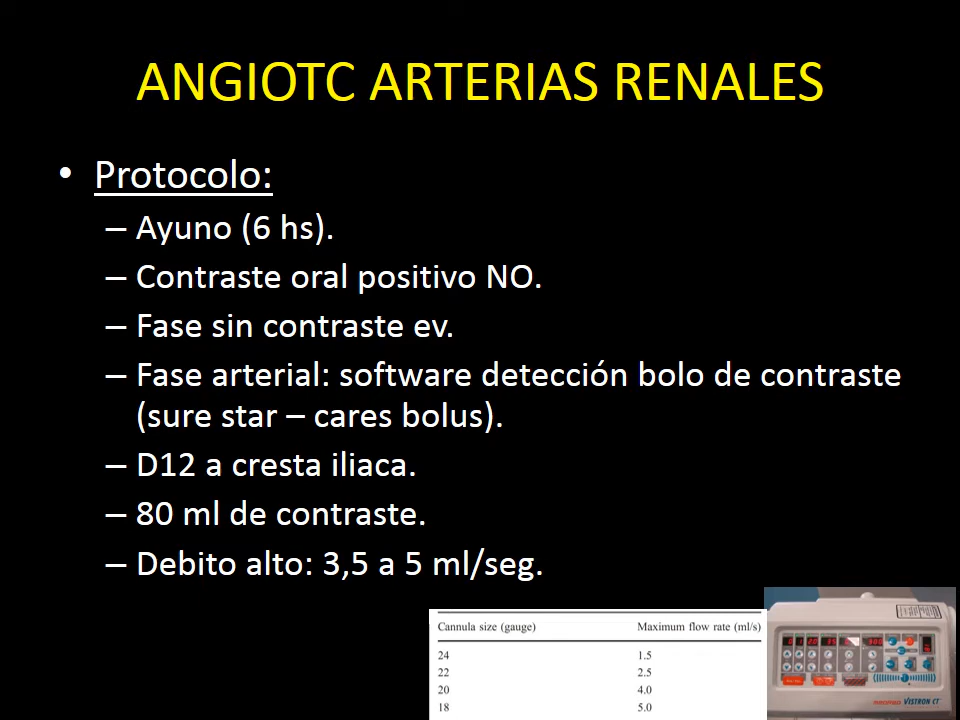 ANGIOTC ARTERIAS RENALES
• Protocolo:
– Ayuno (6 hs).
– Contraste oral positivo NO.
– Fase sin contraste ev.
– Fase arterial: software detección bolo de contraste
(sure star – cares bolus).
– D12 a cresta iliaca.
– 80 ml de contraste.
– Debito alto: 3,5 a 5 ml/seg.
Cannula size (gauge) Maximum flow rate (ml/s)
24 1.5
22 2.5
20 4.0
18 5.0
VISTRON CT